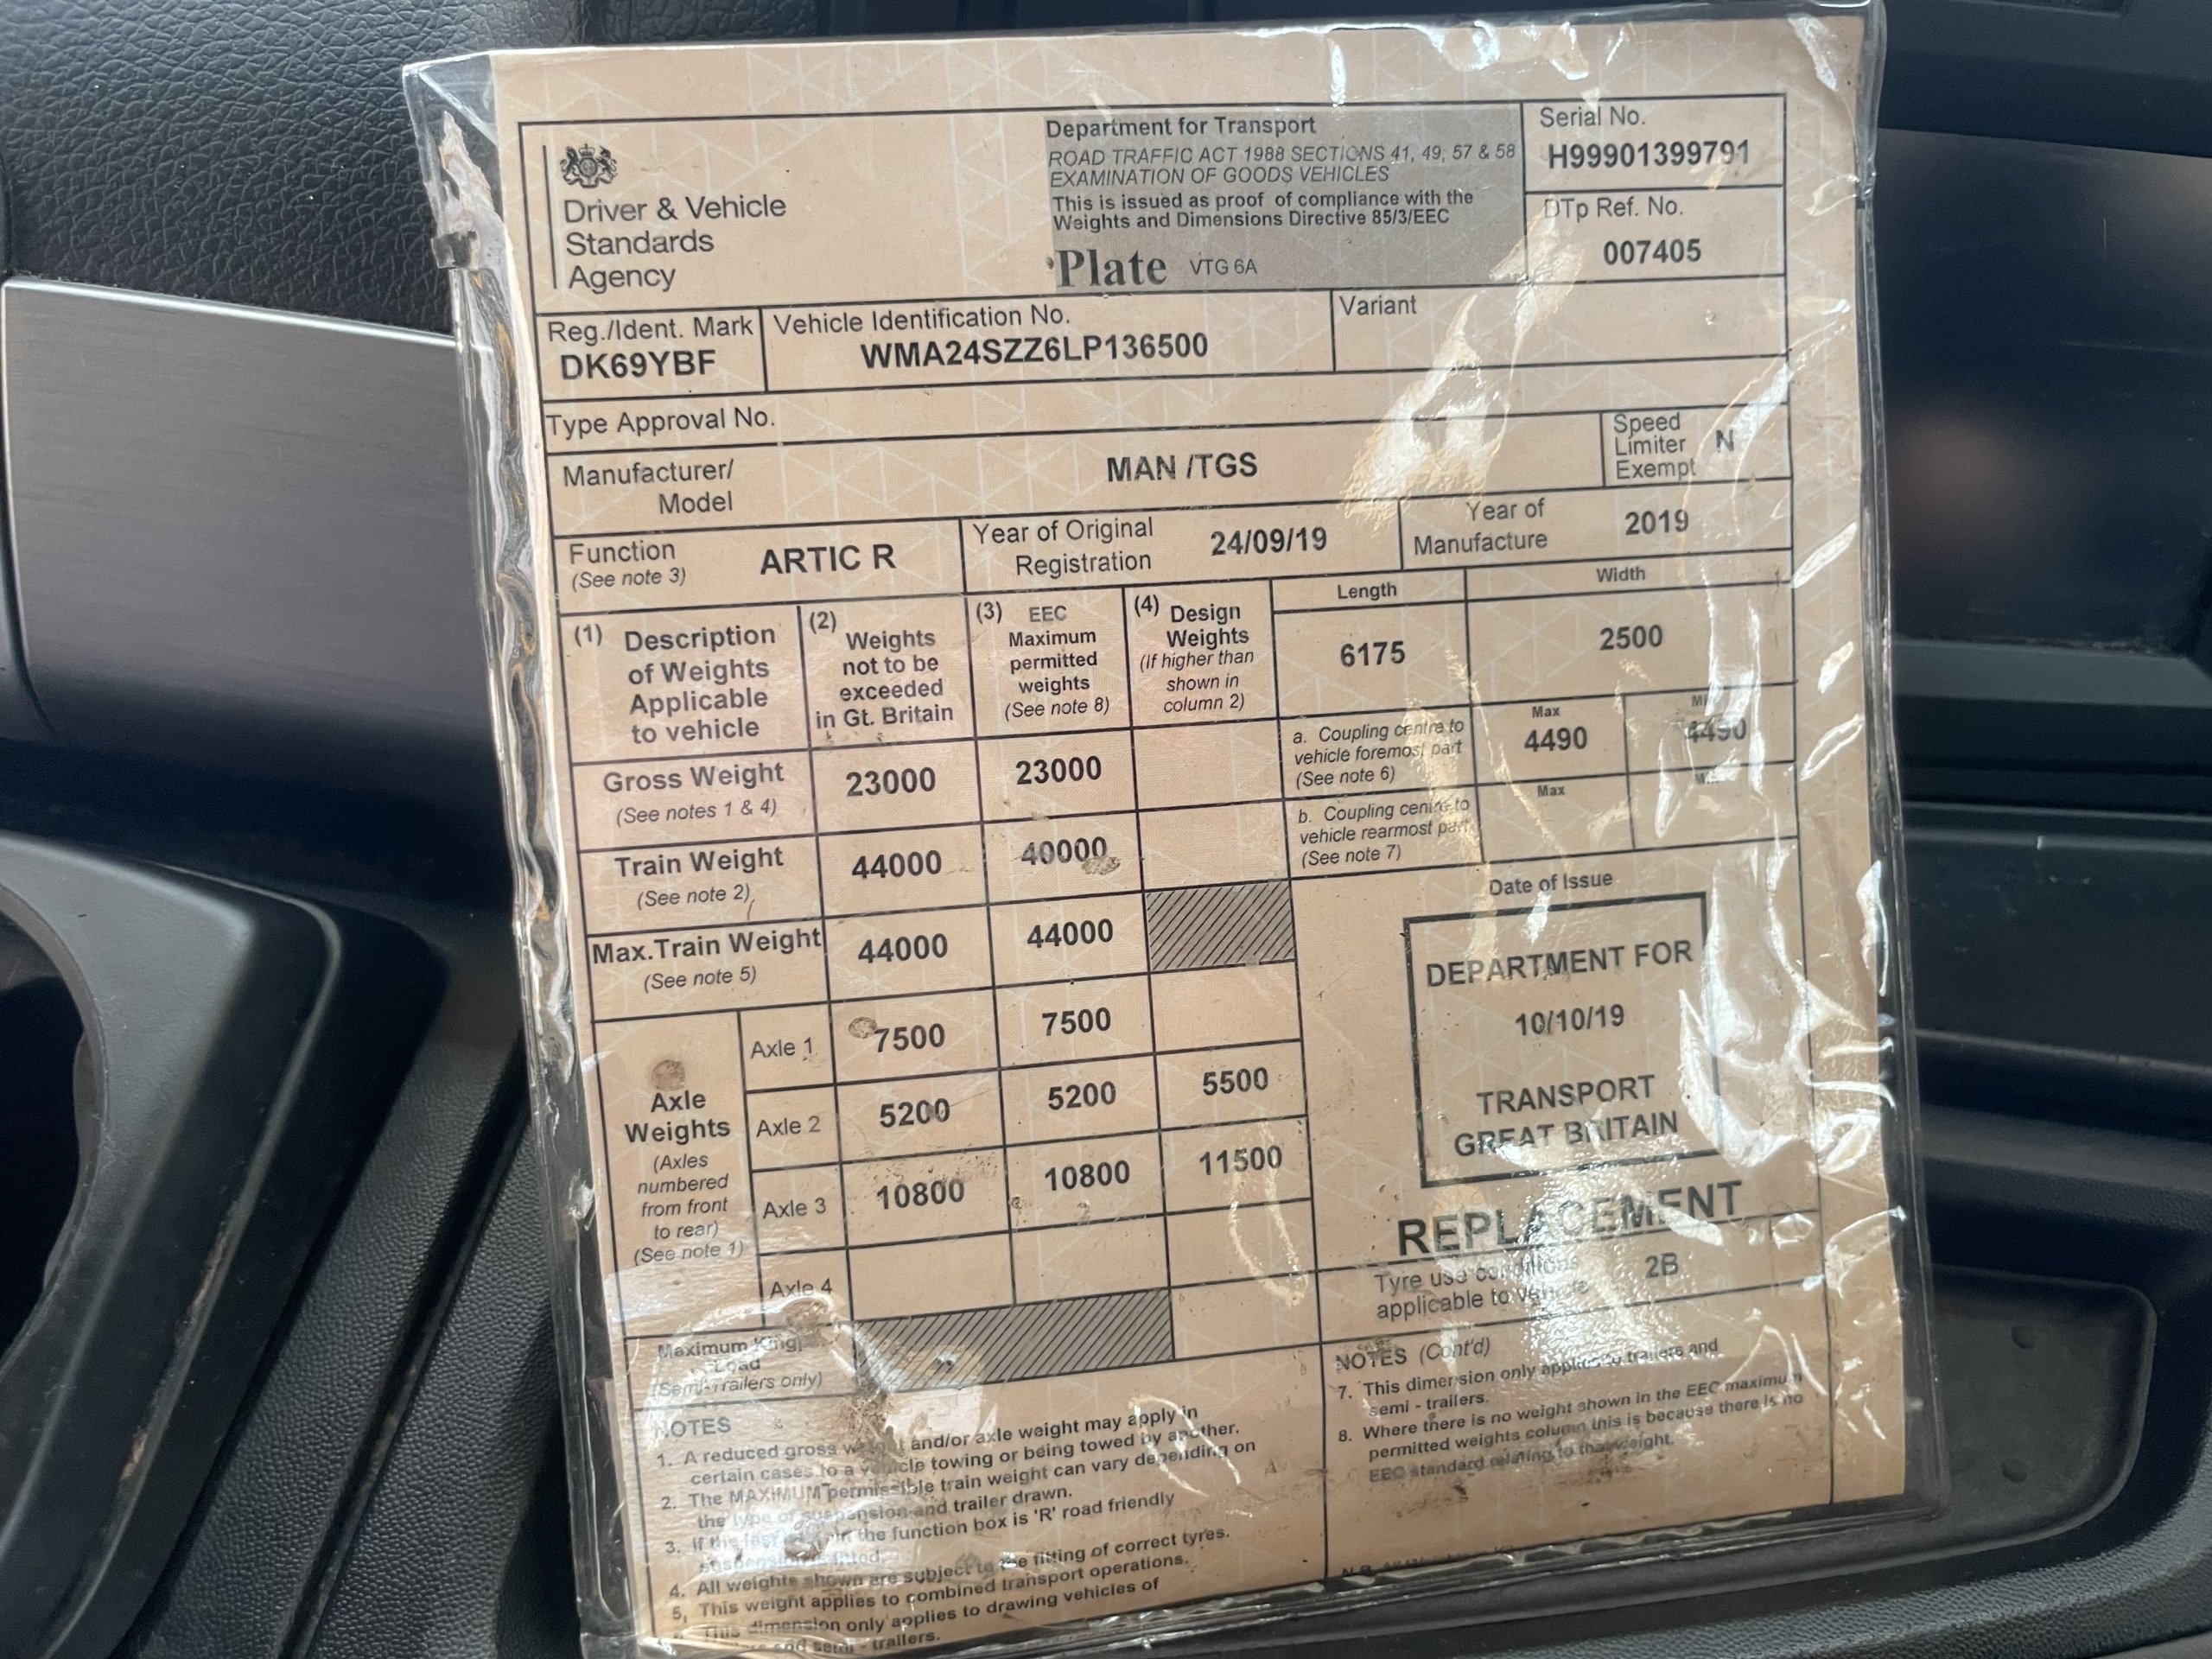 Driver & Vehicle
Standards
Agency
Department for Transport
ROAD TRAFFIC ACT 1988 SECTIONS 41, 49, 57 & 58
EXAMINATION OF GOODS VEHICLES
This is issued as proof of compliance with the
Weights and Dimensions Directive 85/3/EEC
Plate VTG 6A
Serial No.
H99901399791
DTp Ref. No.
007405
Reg./Ident. Mark
DK69YBF
Vehicle Identification No.
WMA24SZZ6LP136500
Variant
Type Approval No.
Manufacturer/
Model
MAN /TGS
Speed
Limiter
Exempt
N
Function
(See note 3)
ARTIC R
Year of Original
Registration
24/09/19
Year of
Manufacture
2019
(1) Description
of Weights
Applicable
to vehicle
(2) Weights
not to be
exceeded
in Gt. Britain
(3) EEC
Maximum
permitted
weights
(See note 8)
(4) Design
Weights
(If higher than
shown in
column 2)
Length
6175
Width
2500
Gross Weight
(See notes 1 & 4)
23000
23000
a. Coupling centre to
vehicle foremost part
(See note 6)
Max
4490
4490
Train Weight
(See note 2)
44000
40000
b. Coupling centre to
vehicle rearmost part
(See note 7)
Max
Max.Train Weight
(See note 5)
44000
44000
Axle
Weights
(Axles
numbered
from front
to rear)
(See note 1)
Axle 1
7500
7500
Axle 2
5200
5200
5500
Axle 3
10800
10800
11500
Axle 4
Maximum
Load
(Semi-Trailers only)
Date of Issue
DEPARTMENT FOR
10/10/19
TRANSPORT
GREAT BRITAIN
REPLACEMENT
Tyre use conditions
applicable to vehicle
2B
NOTES
1. A reduced gross weight and/or axle weight may apply in
certain cases to a vehicle towing or being towed by another.
2. The MAXIMUM permissible train weight can vary depending on
the type of suspension and trailer drawn.
3. If the in the function box is 'R' road friendly
4. All weights shown are subject to the fitting of correct tyres.
5. This weight applies to combined transport operations.
This dimension only applies to drawing vehicles of
and semi - trailers.
NOTES (Cont'd)
7. This dimension only applies to trailers and
semi - trailers.
8. Where there is no weight shown in the EEC maximum
permitted weights column this is because there is no
EEC standard relating to that weight.